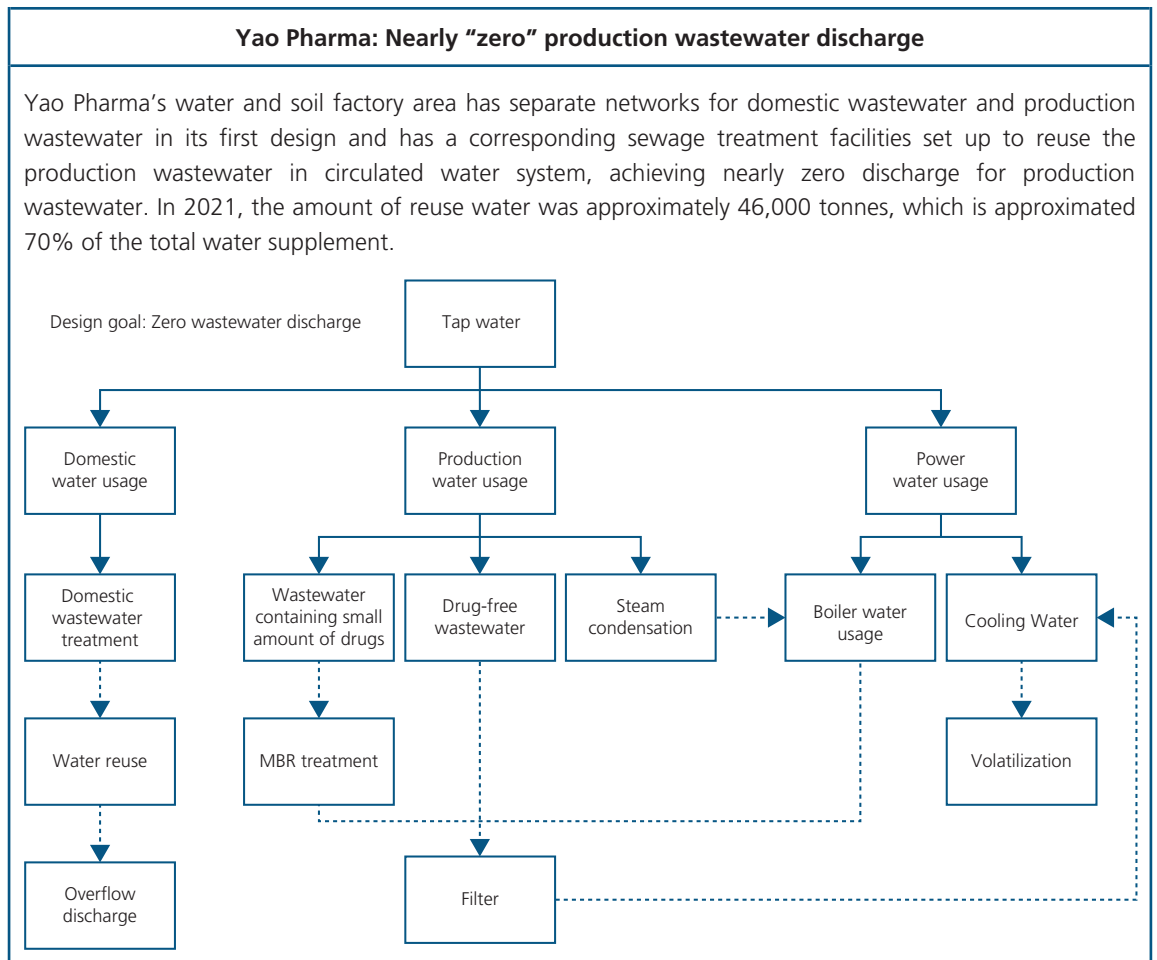 Yao Pharma: Nearly “zero” production wastewater discharge
Yao Pharma’s water and soil factory area has separate networks for domestic wastewater and production
wastewater in its first design and has a corresponding sewage treatment facilities set up to reuse the
production wastewater in circulated water system, achieving nearly zero discharge for production
wastewater. In 2021, the amount of reuse water was approximately 46,000 tonnes, which is approximated
70% of the total water supplement.
Design goal: Zero wastewater discharge
Tap water
Domestic
water usage
Production
water usage
Power
water usage
Domestic
wastewater
treatment
Wastewater
containing small
amount of drugs
Drug-free
wastewater
Steam
condensation
Boiler water
usage
Cooling Water
Water reuse
MBR treatment
Volatilization
Overflow
discharge
Filter